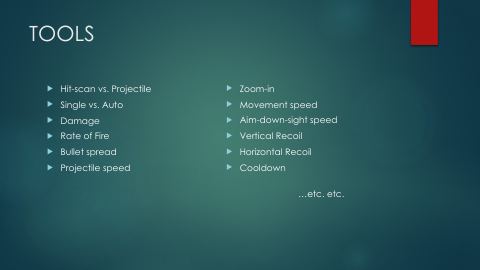 TOOLS
Hit-scan vs. Projectile
Single vs. Auto
Damage
Rate of Fire
Bullet spread
Projectile speed
Zoom-in
Movement speed
Aim-down-sight speed
Vertical Recoil
Horizontal Recoil
Cooldown
...etc. etc.